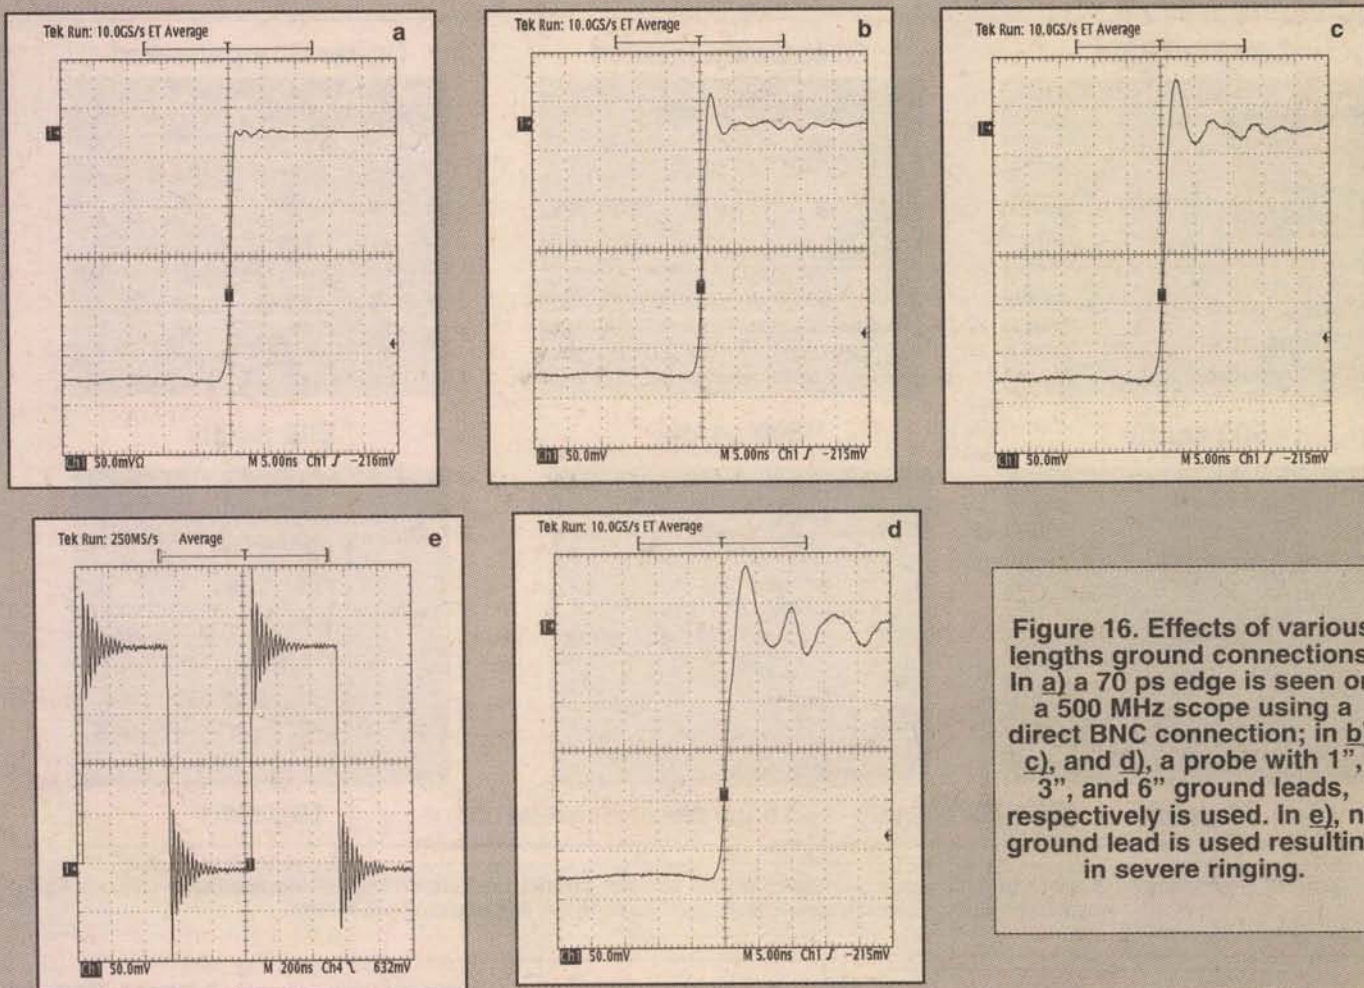 Tek Run: 10.0GS/s ET Average
a
Ch1 50.0mVΩ M 5.00ns Ch1 ʃ -216mV
Tek Run: 10.0GS/s ET Average
b
Ch1 50.0mV M 5.00ns Ch1 ʃ -215mV
Tek Run: 10.0GS/s ET Average
c
Ch1 50.0mV M 5.00ns Ch1 ʃ -215mV
Tek Run: 250MS/s Average
e
Ch1 50.0mV M 200ns Ch4 632mV
Tek Run: 10.0GS/s ET Average
d
Ch1 50.0mV M 5.00ns Ch1 ʃ -215mV
Figure 16. Effects of various
lengths ground connections
In a) a 70 ps edge is seen on
a 500 MHz scope using a
direct BNC connection; in b
c), and d), a probe with 1”,
3”, and 6” ground leads,
respectively is used. In e), n
ground lead is used resultin
in severe ringing.